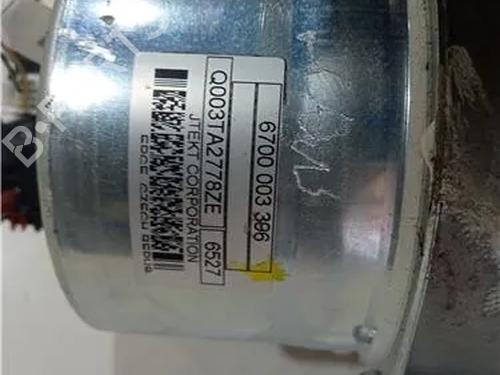 6700 003 396
Q003TA2778ZE 6527
JTEKT CORPORATION